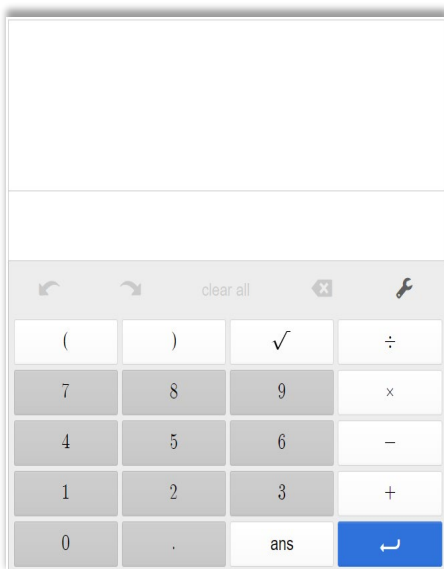 clear all
( ) √ ÷
7 8 9 ×
4 5 6 −
1 2 3 +
0 . ans